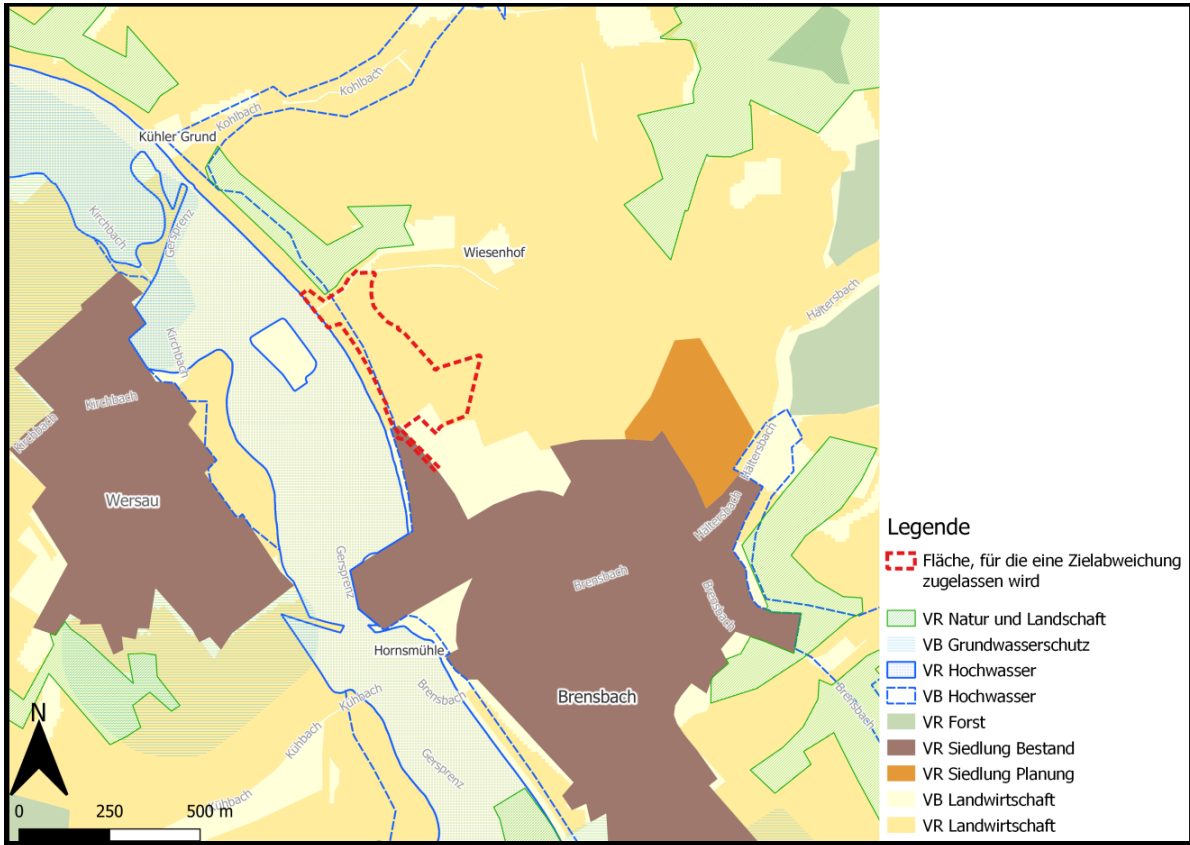 Kohlbach
Kohlbach
Kühler Grund
Kirchbach
Gersprenz
Wiesenhof
Hältersbach
Kirchbach
Kirchbach
Kirchbach
Hältersbach
Wersau
Hältersbach
Gersprenz
Brensbach
Brensbach
Hornsmühle
Brensbach
Kühbach
Brensbach
Brensbach
Kühbach
Gersprenz
Kühbach
N
0 250 500 m
Legende
Fläche, für die eine Zielabweichung
zugelassen wird
VR Natur und Landschaft
VB Grundwasserschutz
VR Hochwasser
VB Hochwasser
VR Forst
VR Siedlung Bestand
VR Siedlung Planung
VB Landwirtschaft
VR Landwirtschaft